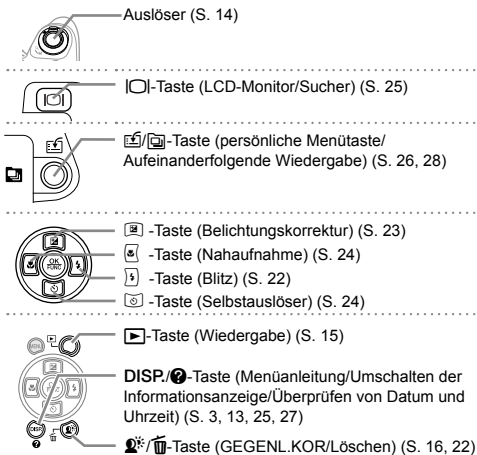 Auslöser (S. 14)
|O|-Taste (LCD-Monitor/Sucher) (S. 25)
/-Taste (persönliche Menütaste/
Aufeinanderfolgende Wiedergabe) (S. 26, 28)
-Taste (Belichtungskorrektur) (S. 23)
-Taste (Nahaufnahme) (S. 24)
-Taste (Blitz) (S. 22)
-Taste (Selbstauslöser) (S. 24)
OK
FUNC
-Taste (Wiedergabe) (S. 15)
MENU
DISP./?-Taste (Menüanleitung/Umschalten der
Informationsanzeige/Überprüfen von Datum und
Uhrzeit) (S. 3, 13, 25, 27)
DISP.
?
/-Taste (GEGENL.KOR/Löschen) (S. 16, 22)